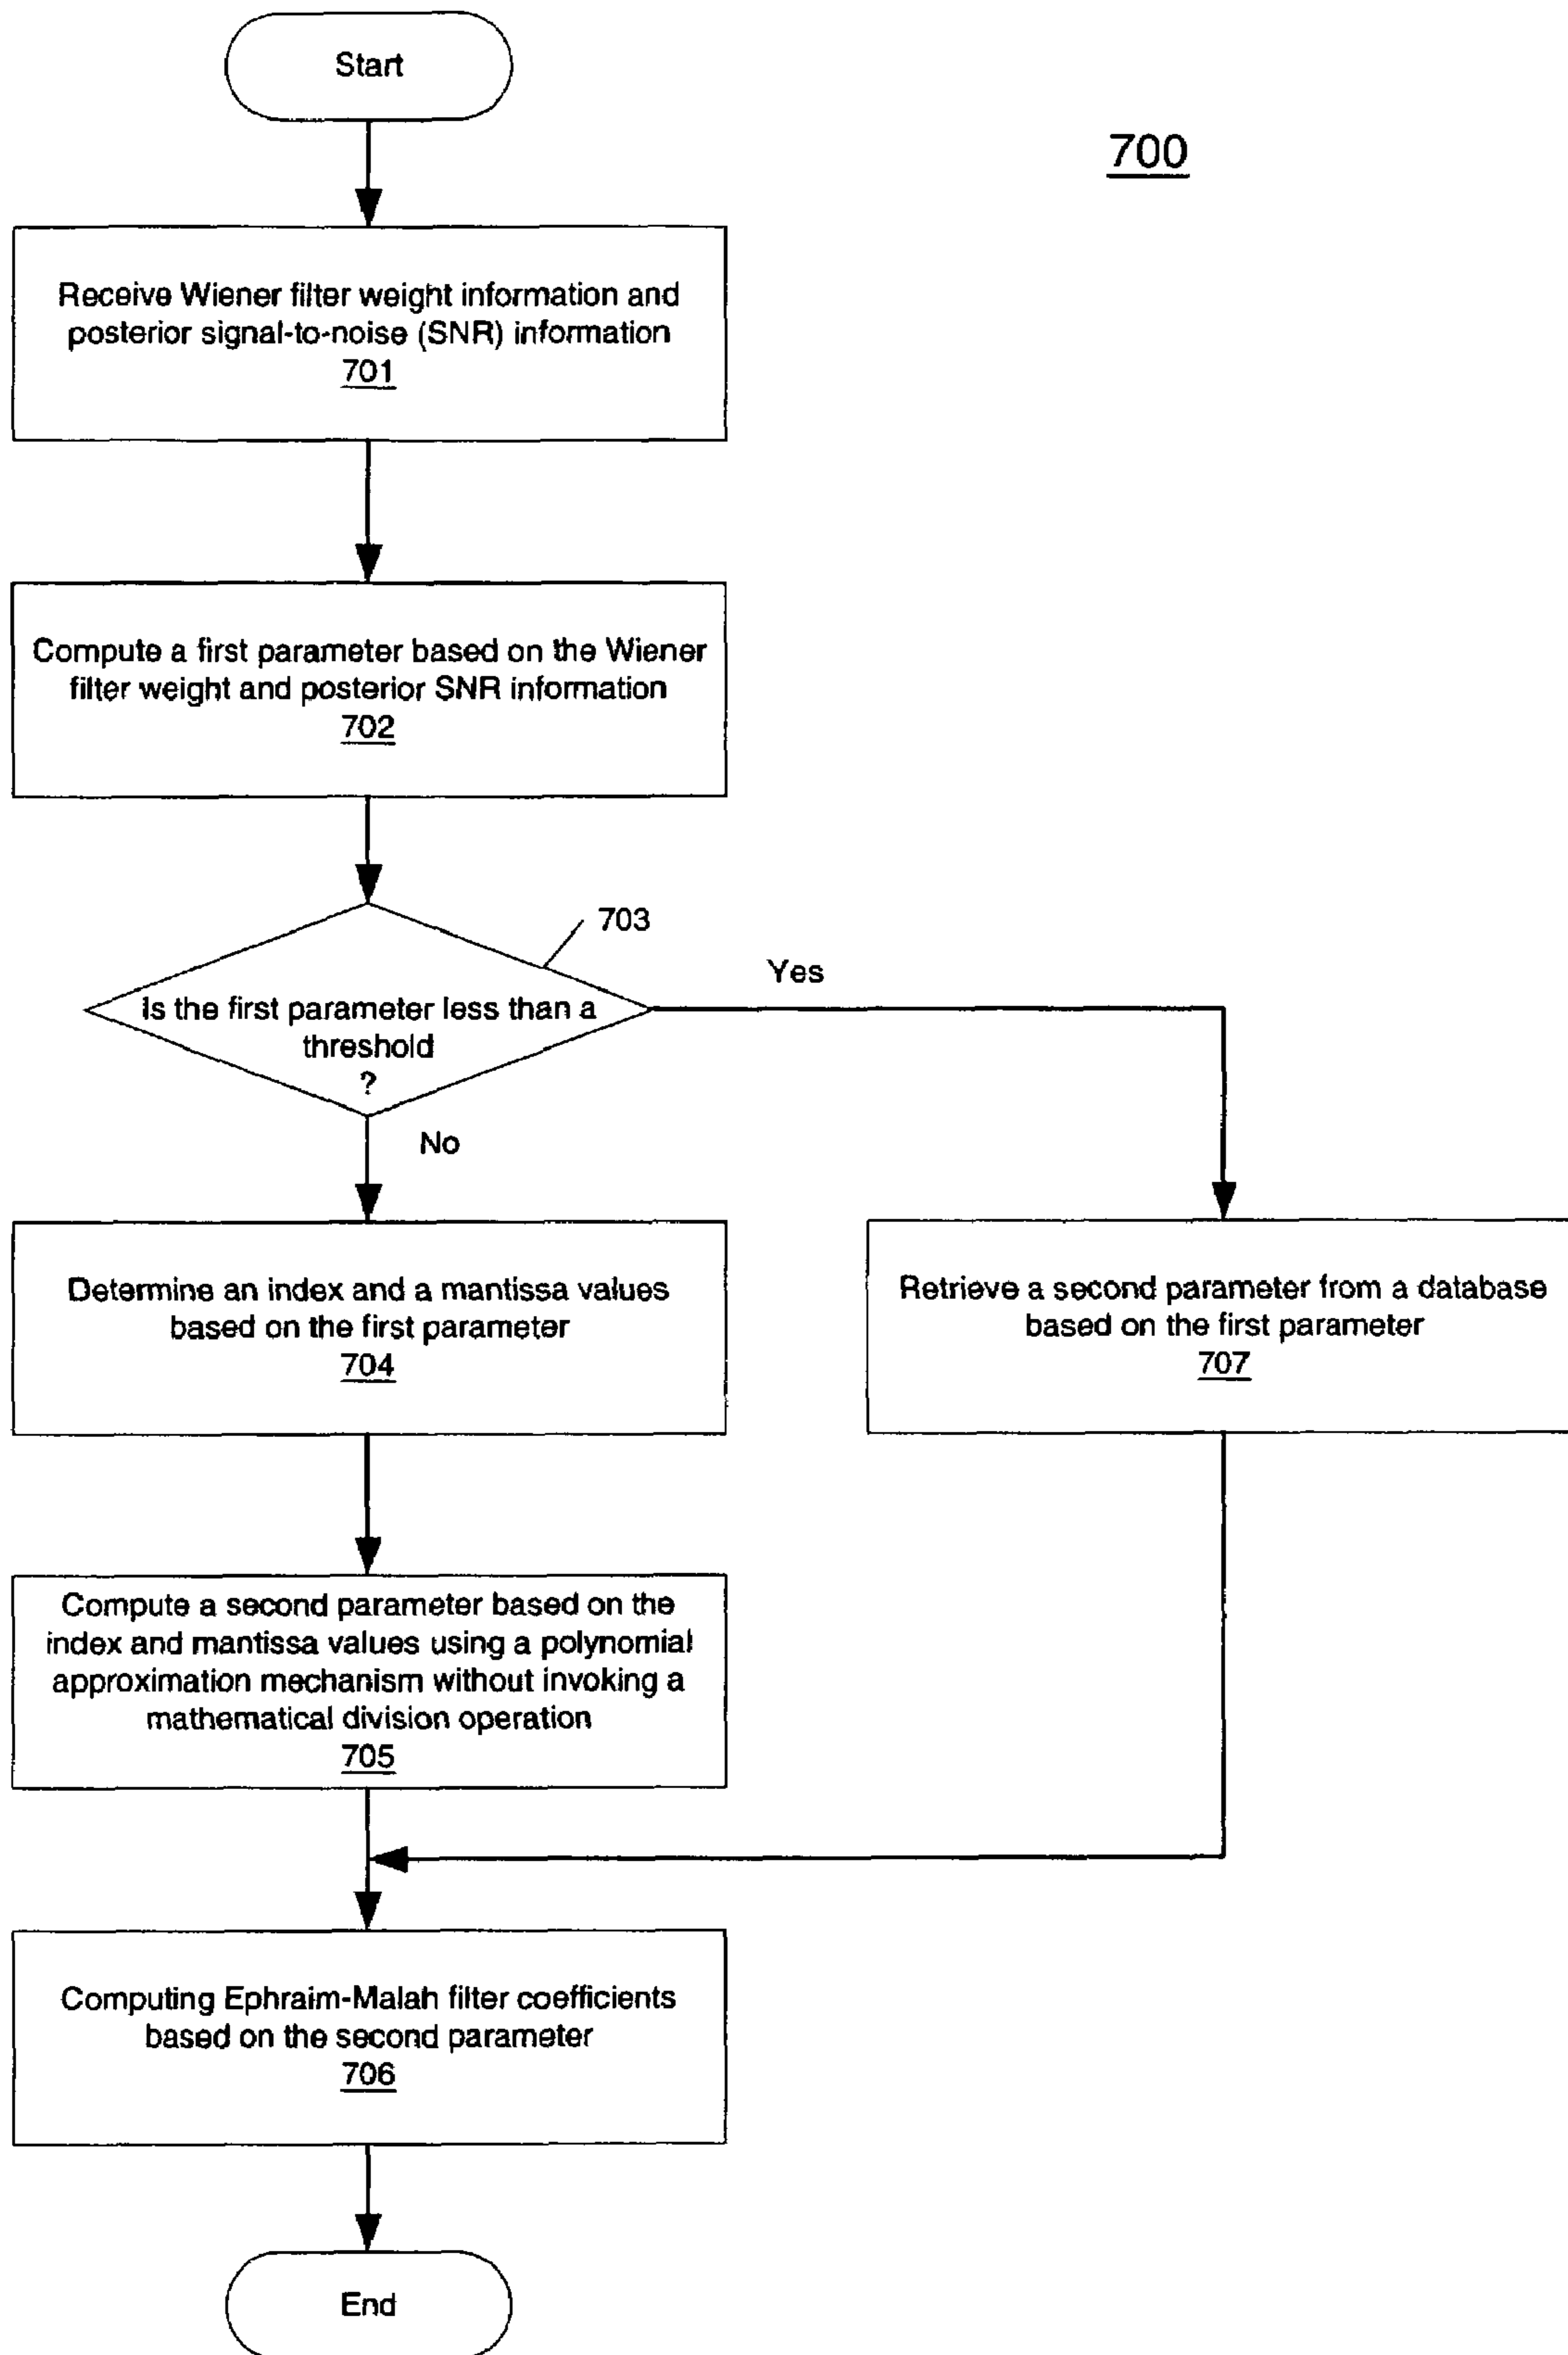 Start
700
Receive Wiener filter weight information and
posterior signal-to-noise (SNR) information
701
Compute a first parameter based on the Wiener
filter weight and posterior SNR information
702
703
Is the first parameter less than a
threshold
?
Yes
No
Determine an index and a mantissa values
based on the first parameter
704
Retrieve a second parameter from a database
based on the first parameter
707
Compute a second parameter based on the
index and mantissa values using a polynomial
approximation mechanism without invoking a
mathematical division operation
705
Computing Ephraim-Malah filter coefficients
based on the second parameter
706
End